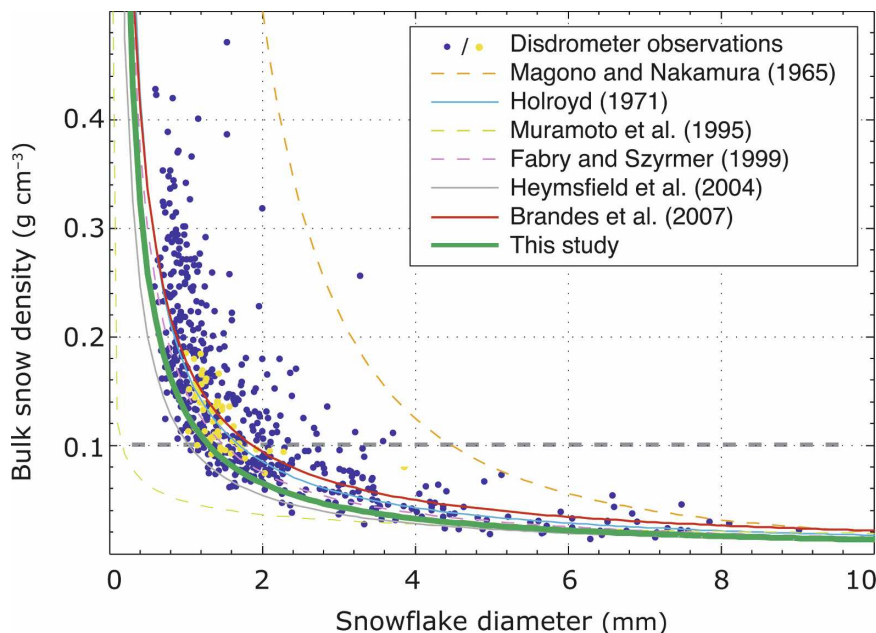 Bulk snow density (g cm⁻³)
0.4
0.3
0.2
0.1
• / • Disdrometer observations
Magono and Nakamura (1965)
Holroyd (1971)
Muramoto et al. (1995)
Fabry and Szyrmer (1999)
Heymsfield et al. (2004)
Brandes et al. (2007)
This study
0 2 4 6 8 10
Snowflake diameter (mm)